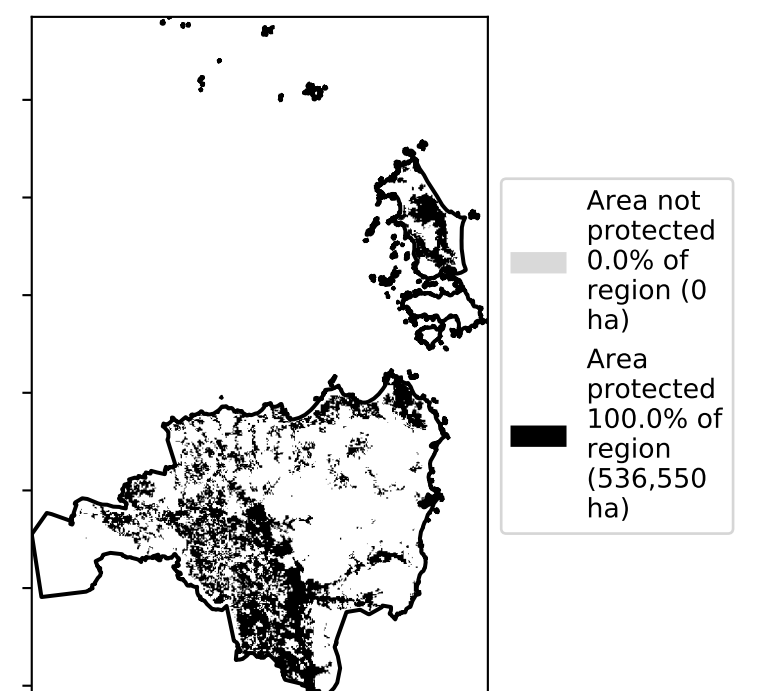 Area not
protected
0.0% of
region (0
ha)
Area
protected
100.0% of
region
(536,550
ha)